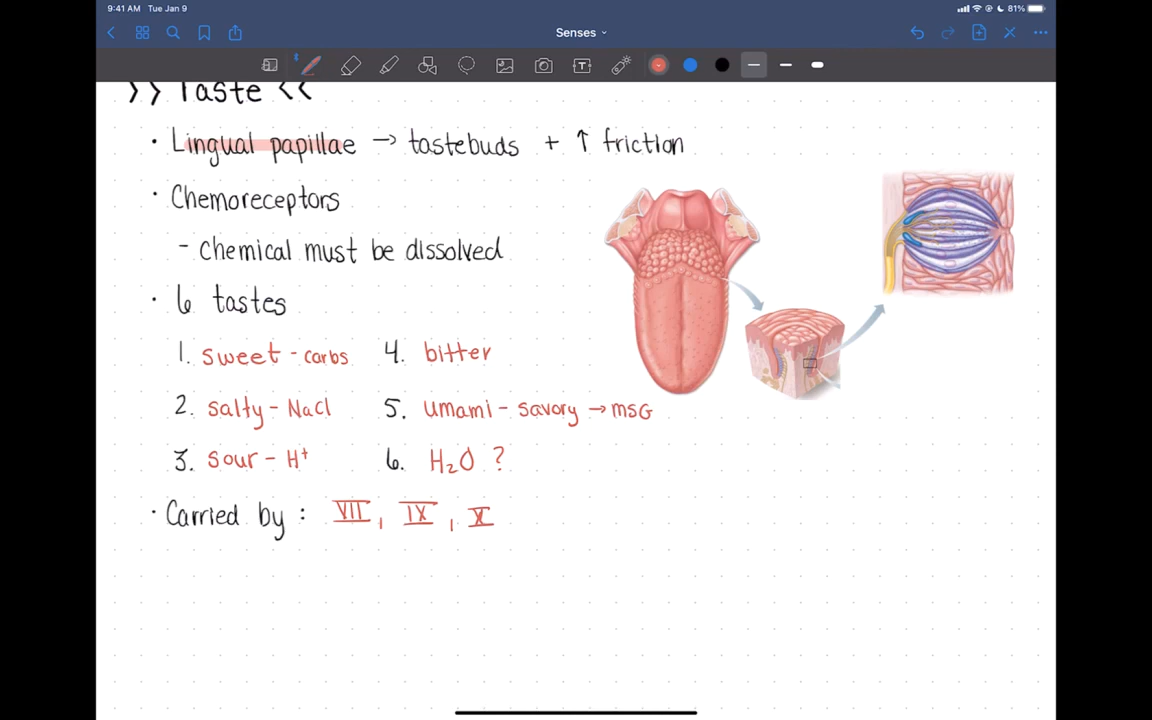 9:41 AM Tue Jan 9
81%
Senses
>> Taste <<
· Lingual papillae → tastebuds + ↑ friction
· Chemoreceptors
- chemical must be dissolved
· 6 tastes
1. sweet - carbs
4. bitter
2. salty - NaCl
5. umami - savory → MSG
3. sour - H⁺
6. H₂O ?
· Carried by : VII, IX, X